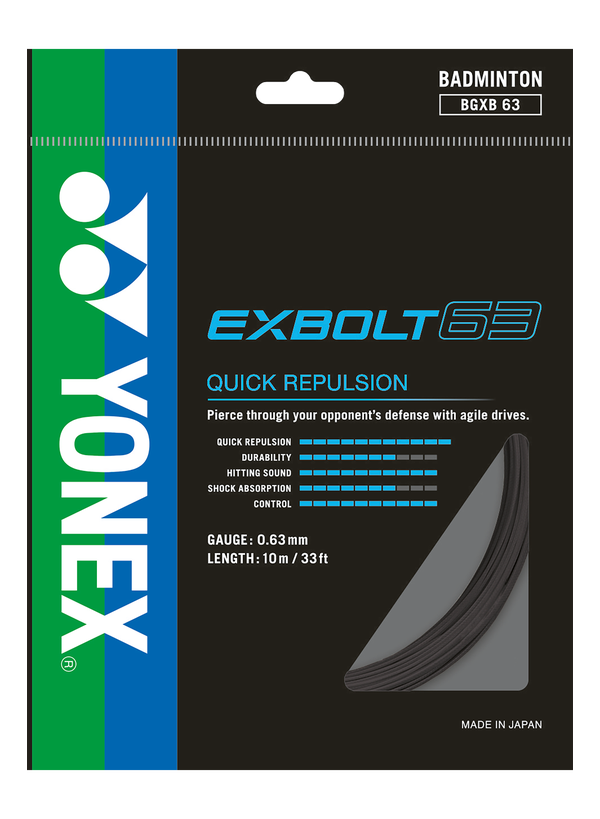 BADMINTON
BGXB 63
YONEX®
EXBOLT63
QUICK REPULSION
Pierce through your opponent's defense with agile drives.
QUICK REPULSION
DURABILITY
HITTING SOUND
SHOCK ABSORPTION
CONTROL
GAUGE: 0.63mm
LENGTH: 10m / 33ft
MADE IN JAPAN